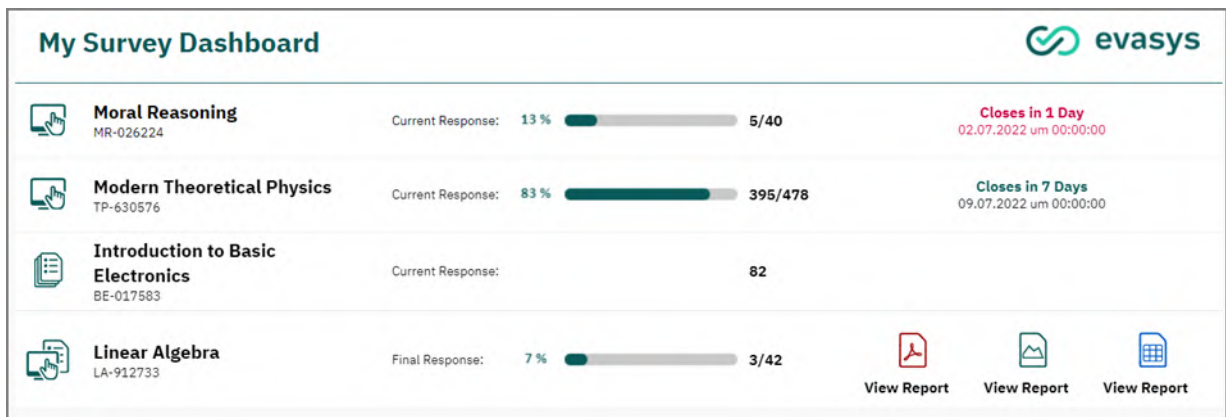 My Survey Dashboard
evasys
Moral Reasoning
MR-026224
Current Response: 13 % 5/40
Closes in 1 Day
02.07.2022 um 00:00:00
Modern Theoretical Physics
TP-630576
Current Response: 83 % 395/478
Closes in 7 Days
09.07.2022 um 00:00:00
Introduction to Basic
Electronics
BE-017583
Current Response: 82
Linear Algebra
LA-912733
Final Response: 7 % 3/42
View Report View Report View Report